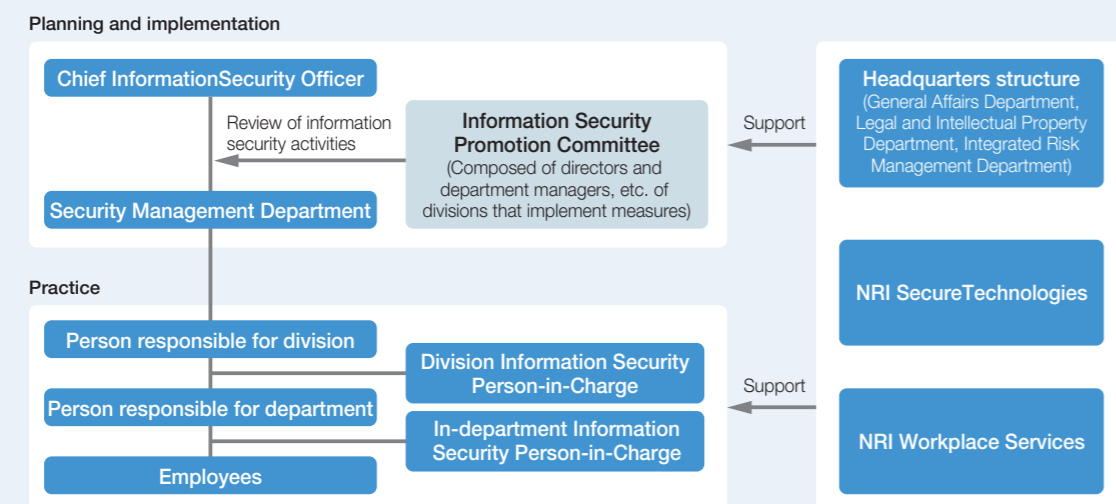 Planning and implementation
Chief InformationSecurity Officer
Review of information
security activities
Information Security
Promotion Committee
(Composed of directors and
department managers, etc. of
divisions that implement measures)
Security Management Department
Support
Headquarters structure
(General Affairs Department,
Legal and Intellectual Property
Department, Integrated Risk
Management Department)
NRI SecureTechnologies
NRI Workplace Services
Practice
Person responsible for division
Division Information Security
Person-in-Charge
Person responsible for department
In-department Information
Security Person-in-Charge
Employees
Support